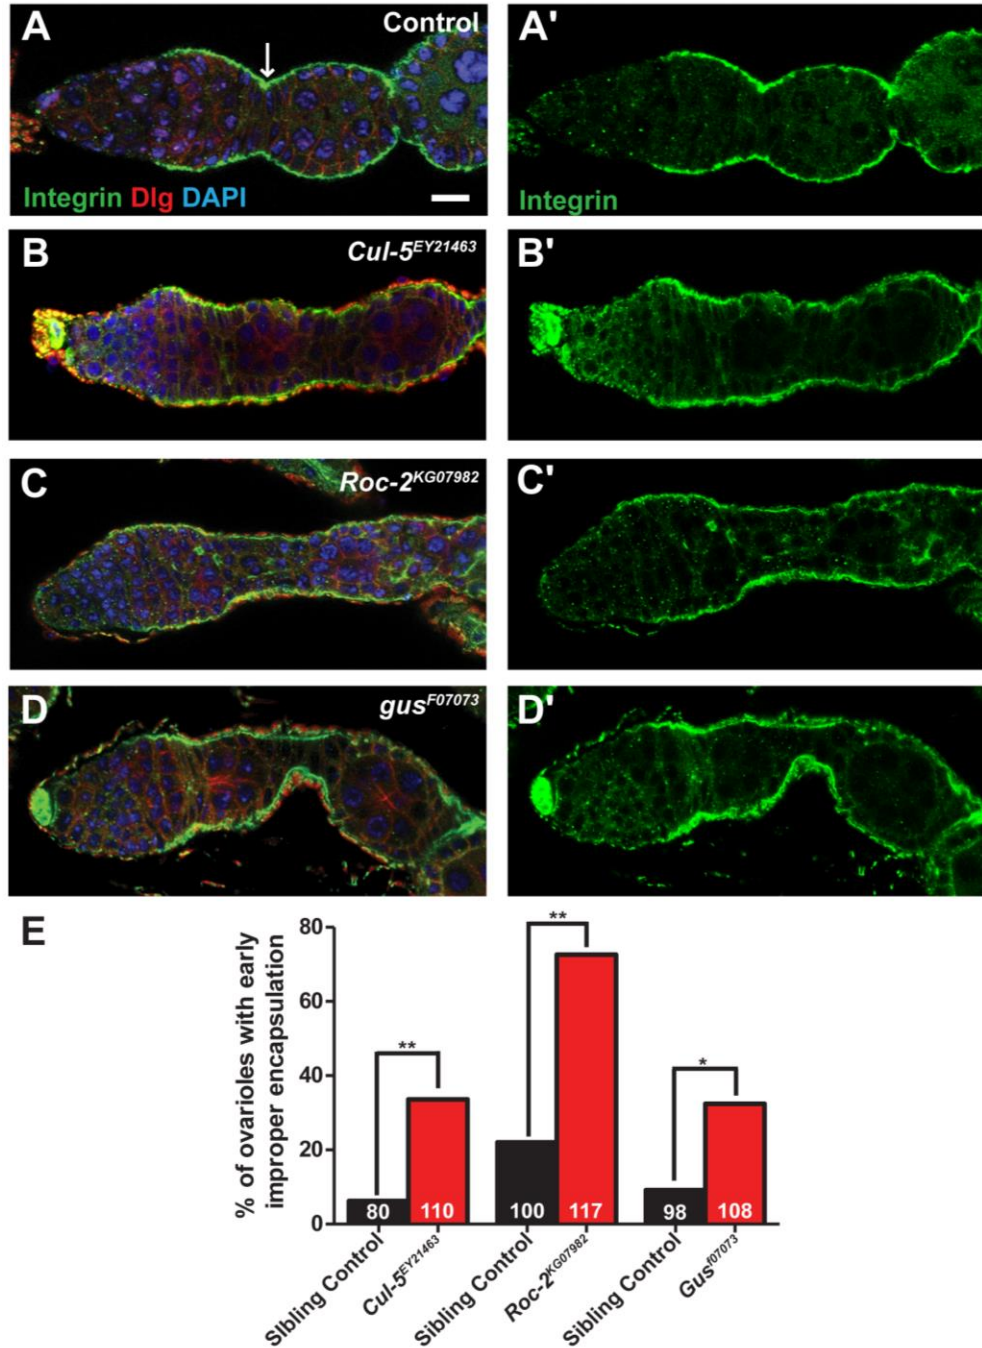 A
Control
Integrin Dlg DAPI
A'
Integrin
B
Cul-5EY21463
B'
C
Roc-2KG07982
C'
D
gusF07073
D'
E
% of ovarioles with early
improper encapsulation
80
60
40
20
0
**
**
*
80
110
100
117
98
108
SIbling Control
Cul-5EY21463
Sibling Control
Roc-2KG07982
Sibling Control
Gusf07073